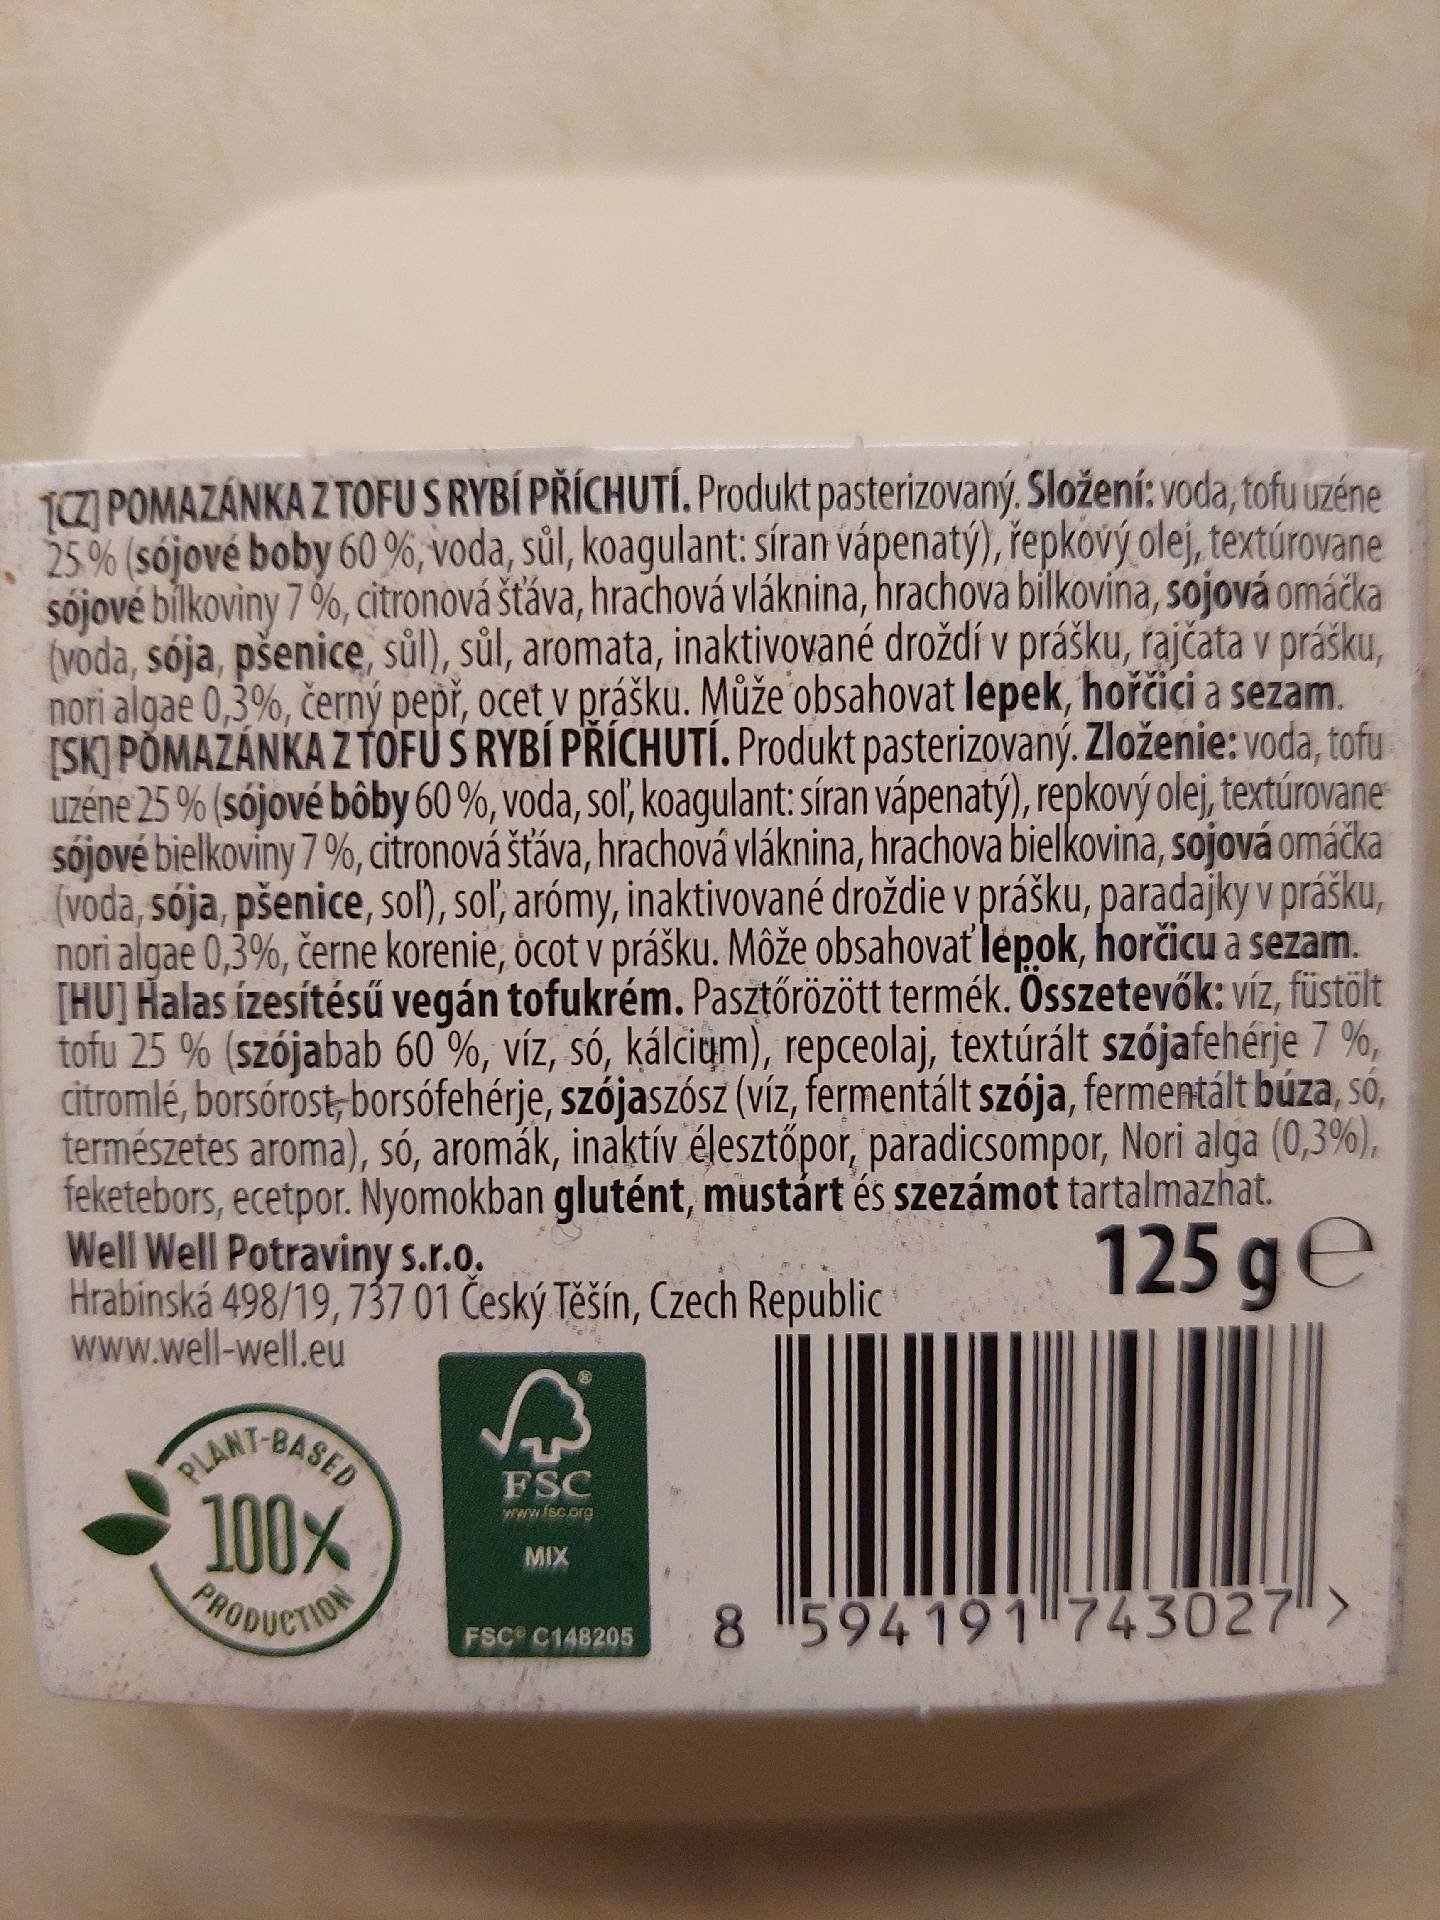 [CZ] POMAZÁNKA Z TOFU S RYBÍ PŘÍCHUTÍ. Produkt pasterizovaný. Složení: voda, tofu uzéne
25 % (sójové boby 60 %, voda, sůl, koagulant: síran vápenatý), řepkový olej, textúrovane
sójové bílkoviny 7 %, citronová šťáva, hrachová vláknina, hrachova bilkovina, sojová omáčka
(voda, sója, pšenice, sůl), sůl, aromata, inaktivované droždí v prášku, rajčata v prášku,
nori algae 0,3%, černý pepř, ocet v prášku. Může obsahovat lepek, hořčici a sezam.
[SK] POMAZÁNKA Z TOFU S RYBÍ PŘÍCHUTÍ. Produkt pasterizovaný. Zloženie: voda, tofu
uzéne 25 % (sójové bôby 60 %, voda, soľ, koagulant: síran vápenatý), repkový olej, textúrovane
sójové bielkoviny 7 %, citronová šťáva, hrachová vláknina, hrachova bielkovina, sojová omáčka
(voda, sója, pšenice, soľ), soľ, arómy, inaktivované droždie v prášku, paradajky v prášku,
nori algae 0,3%, černe korenie, ocot v prášku. Môže obsahovať lepok, horčicu a sezam.
[HU] Halas ízesítésű vegán tofukrém. Pasztőrözött termék. Összetevők: víz, füstölt
tofu 25 % (szójabab 60 %, víz, só, kálcium), repceolaj, textúrált szójafehérje 7 %,
citromlé, borsórost, borsófehérje, szójaszósz (víz, fermentált szója, fermentált búza, só,
természetes aroma), só, aromák, inaktív élesztőpor, paradicsompor, Nori alga (0,3%),
feketebors, ecetpor. Nyomokban glutént, mustárt és szezámot tartalmazhat.
Well Well Potraviny s.r.o.
Hrabinská 498/19, 737 01 Český Těšín, Czech Republic
www.well-well.eu
125 g ℮
PLANT-BASED
100%
PRODUCTION
FSC
www.fsc.org
MIX
FSC® C148205
8 594191 743027 >